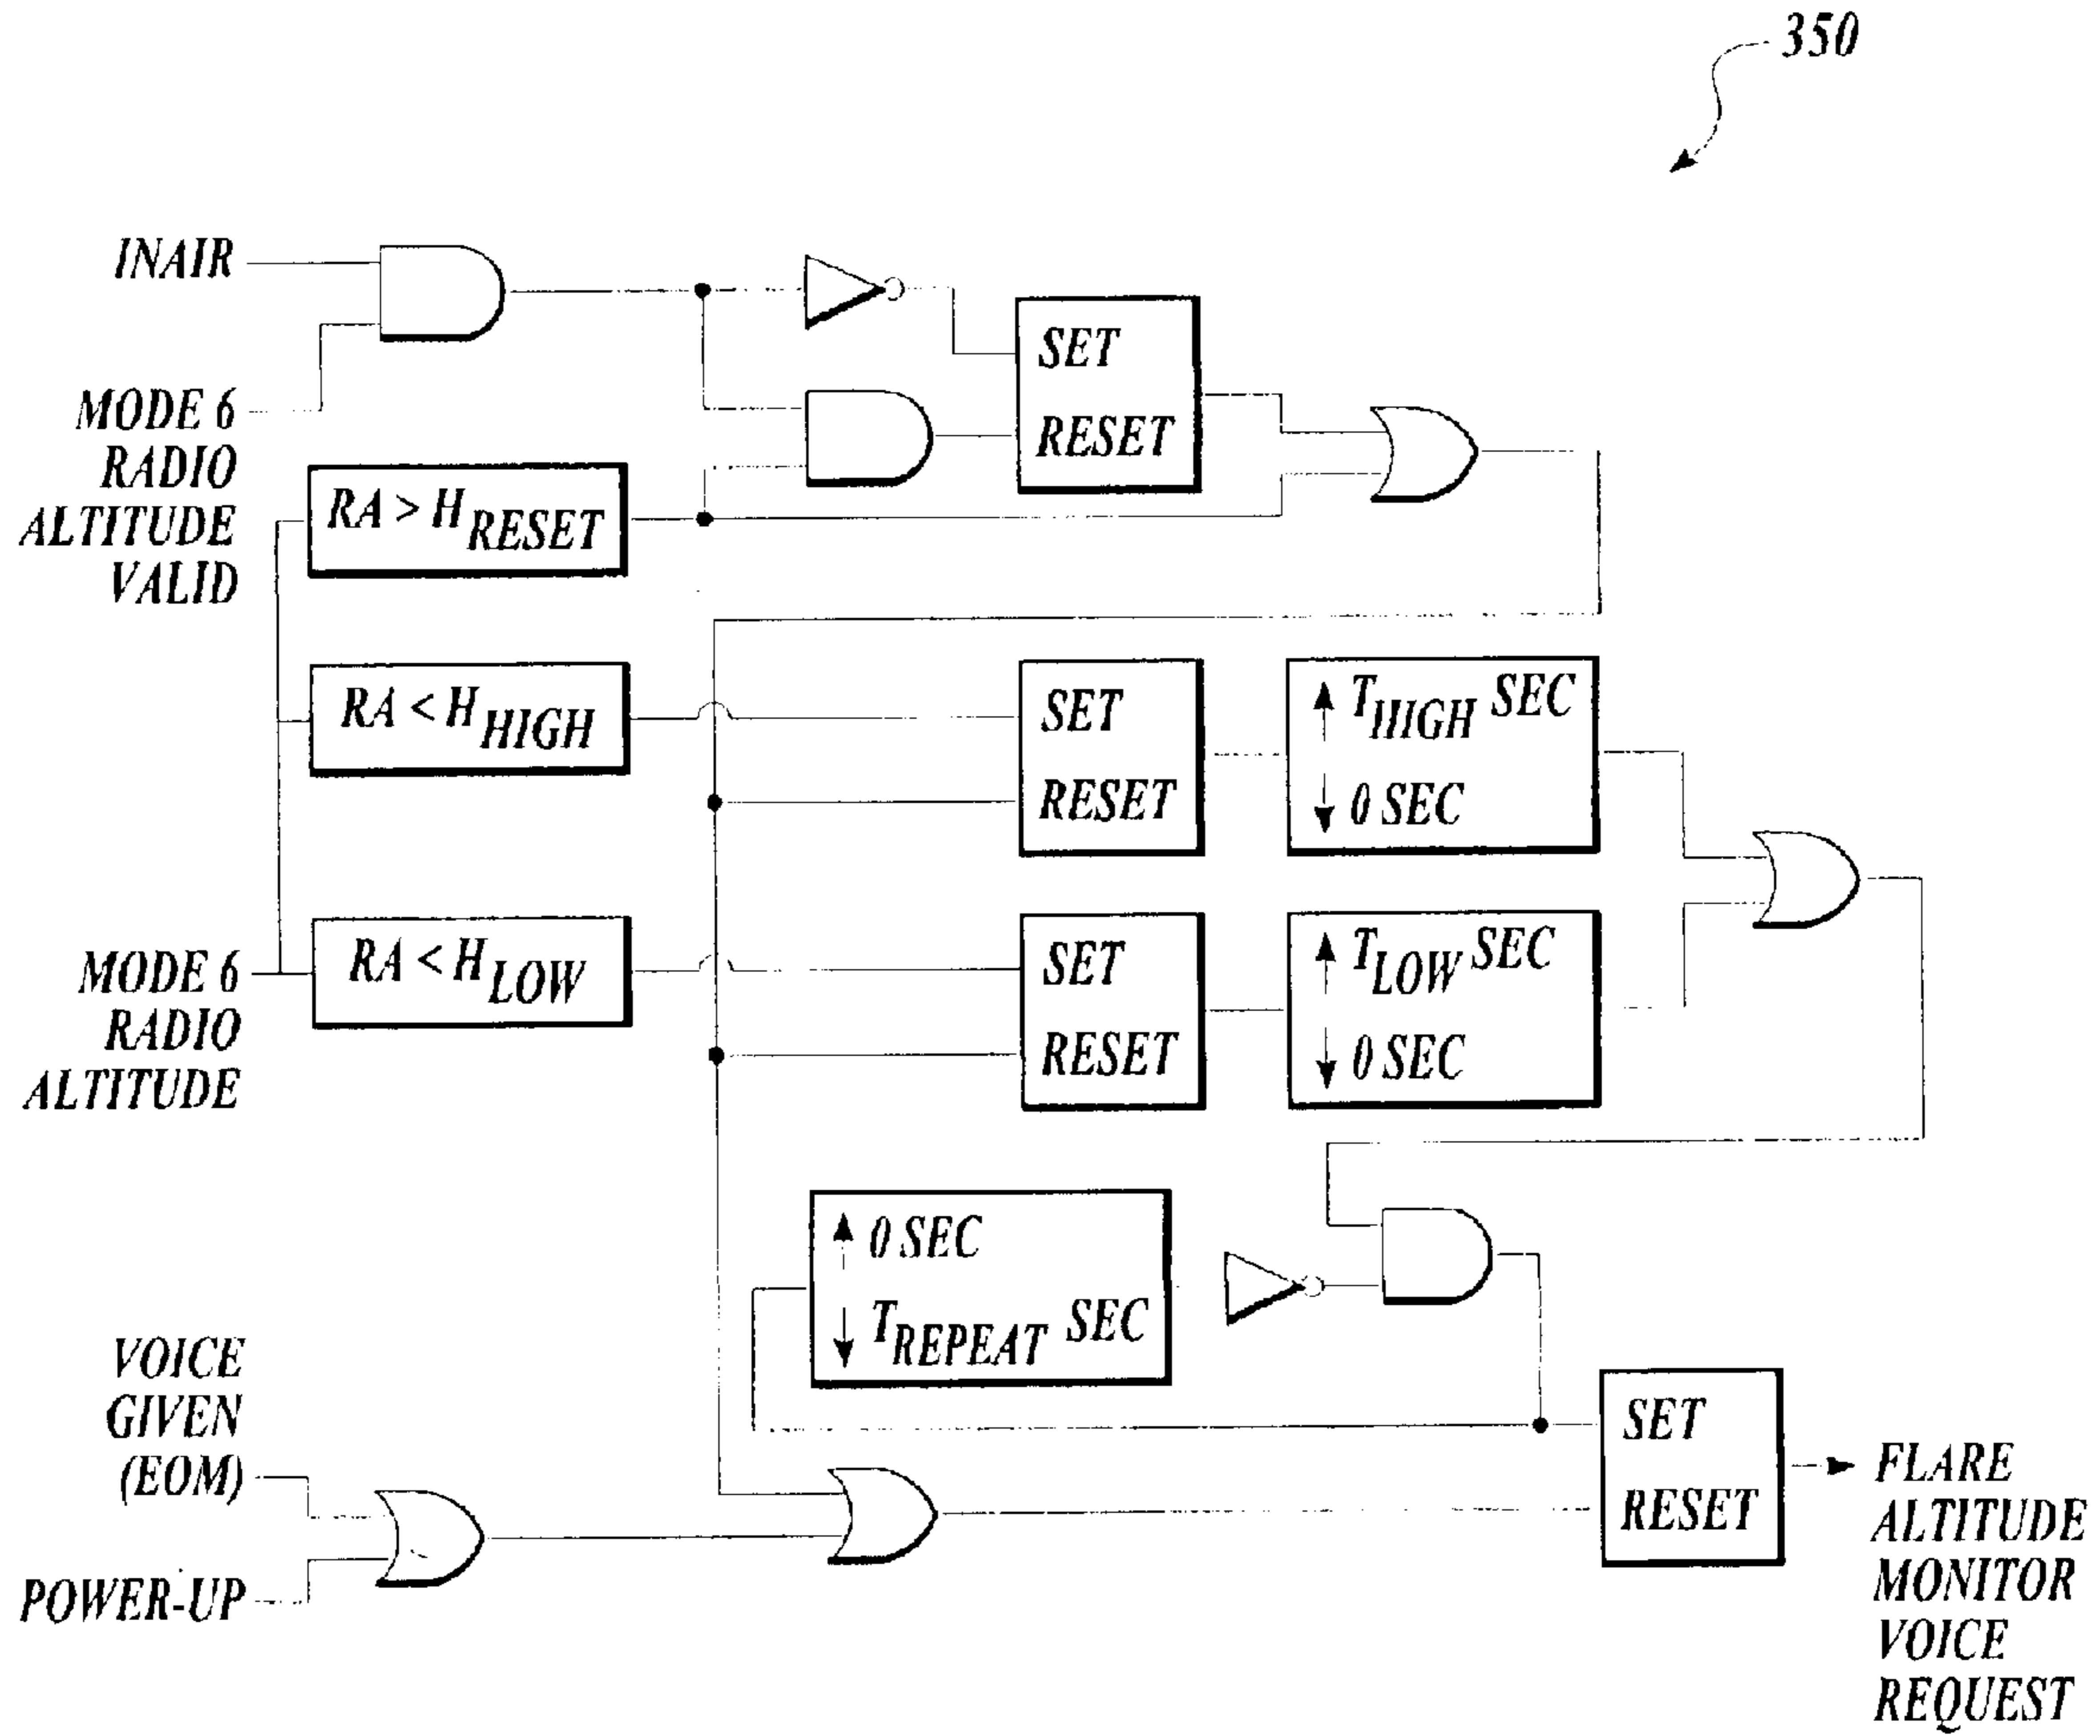 350
INAIR
MODE 6
RADIO
ALTITUDE
VALID
SET
RESET
RA > H RESET
RA < H HIGH
SET
RESET
T HIGH SEC
0 SEC
RA < H LOW
MODE 6
RADIO
ALTITUDE
SET
RESET
T LOW SEC
0 SEC
0 SEC
T REPEAT SEC
VOICE
GIVEN
(EOM)
POWER-UP
SET
RESET
FLARE
ALTITUDE
MONITOR
VOICE
REQUEST